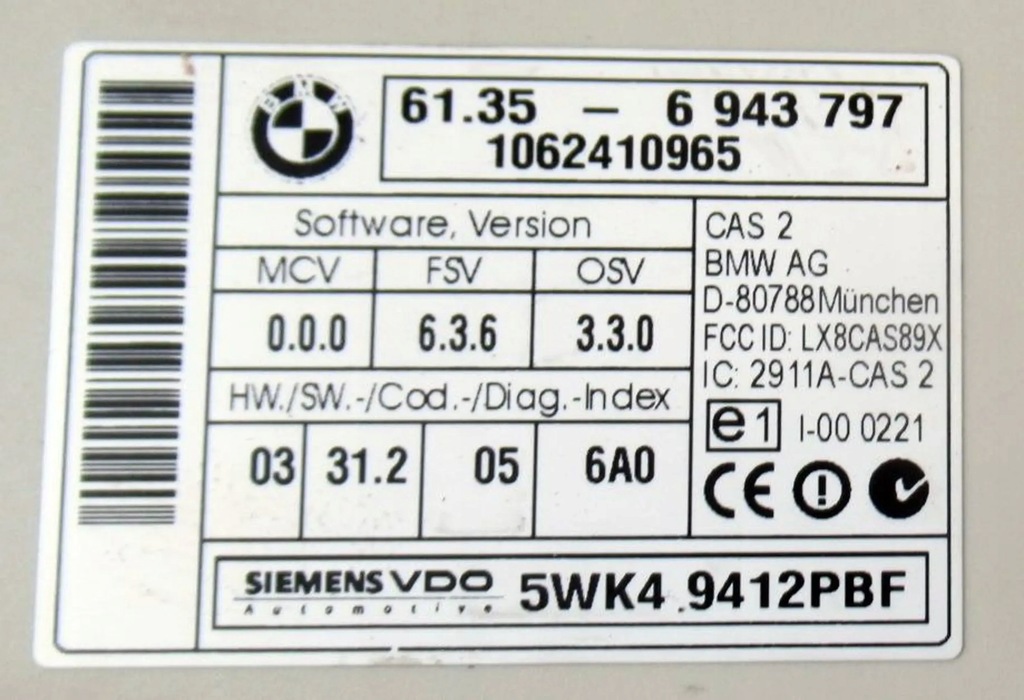 BMW
61.35 – 6 943 797
1062410965
Software, Version
MCV FSV OSV
0.0.0 6.3.6 3.3.0
HW./SW.-/Cod.-/Diag.-Index
03 31.2 05 6A0
CAS 2
BMW AG
D-80788 München
FCC ID: LX8CAS89X
IC: 2911A-CAS 2
e1 I-00 0221
CE
SIEMENS VDO
Automotive
5WK4 9412PBF